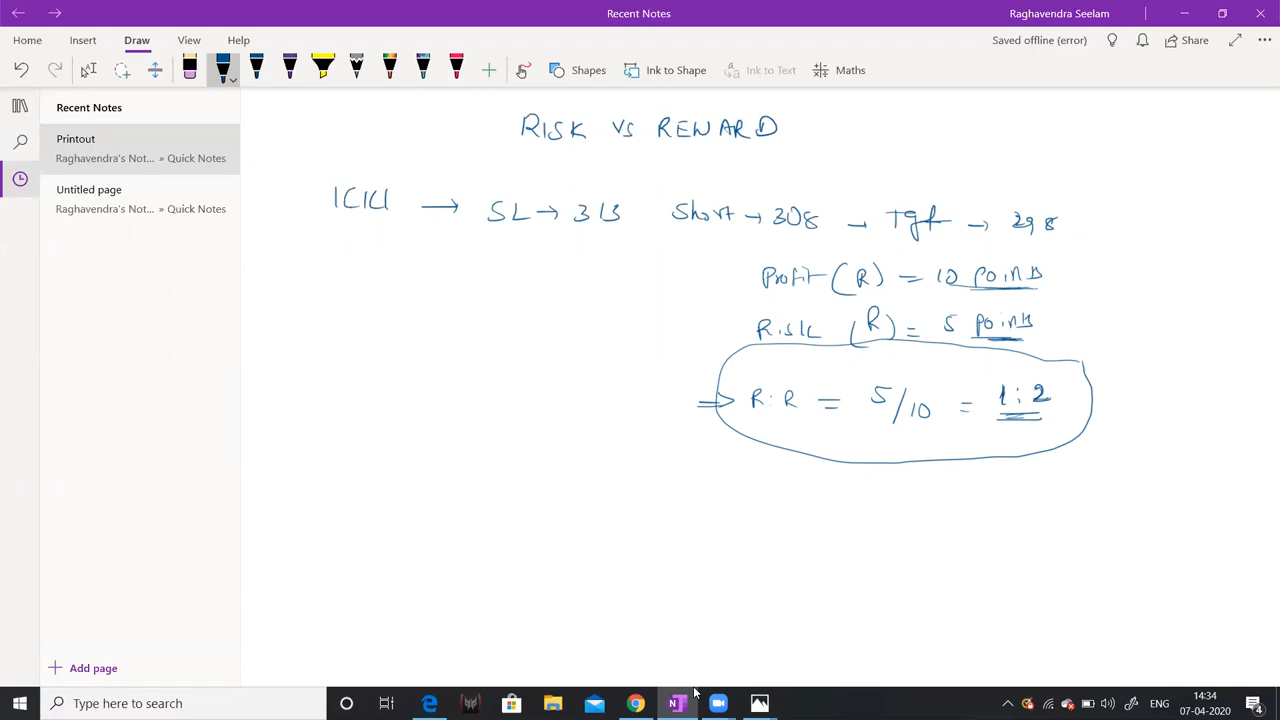 Recent Notes
Raghavendra Seelam
Home Insert Draw View Help
Saved offline (error)
Share
Shapes
Ink to Shape
Ink to Text
Maths
Recent Notes
Printout
Raghavendra's Not... » Quick Notes
Untitled page
Raghavendra's Not... » Quick Notes
RISK VS REWARD
ICICI → SL → 313 Short → 308 → Tgt → 298
Profit (R) = 10 points
Risk (R) = 5 points
⇒ R:R = 5/10 = 1:2
+ Add page
Type here to search
ENG
14:34
07-04-2020
4